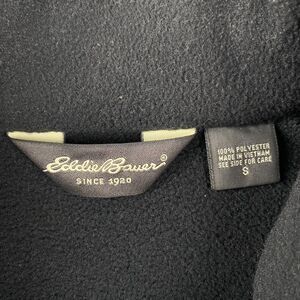 Eddie Bauer®
SINCE 1920
100% POLYESTER
MADE IN VIETNAM
SEE SIDE FOR CARE
S